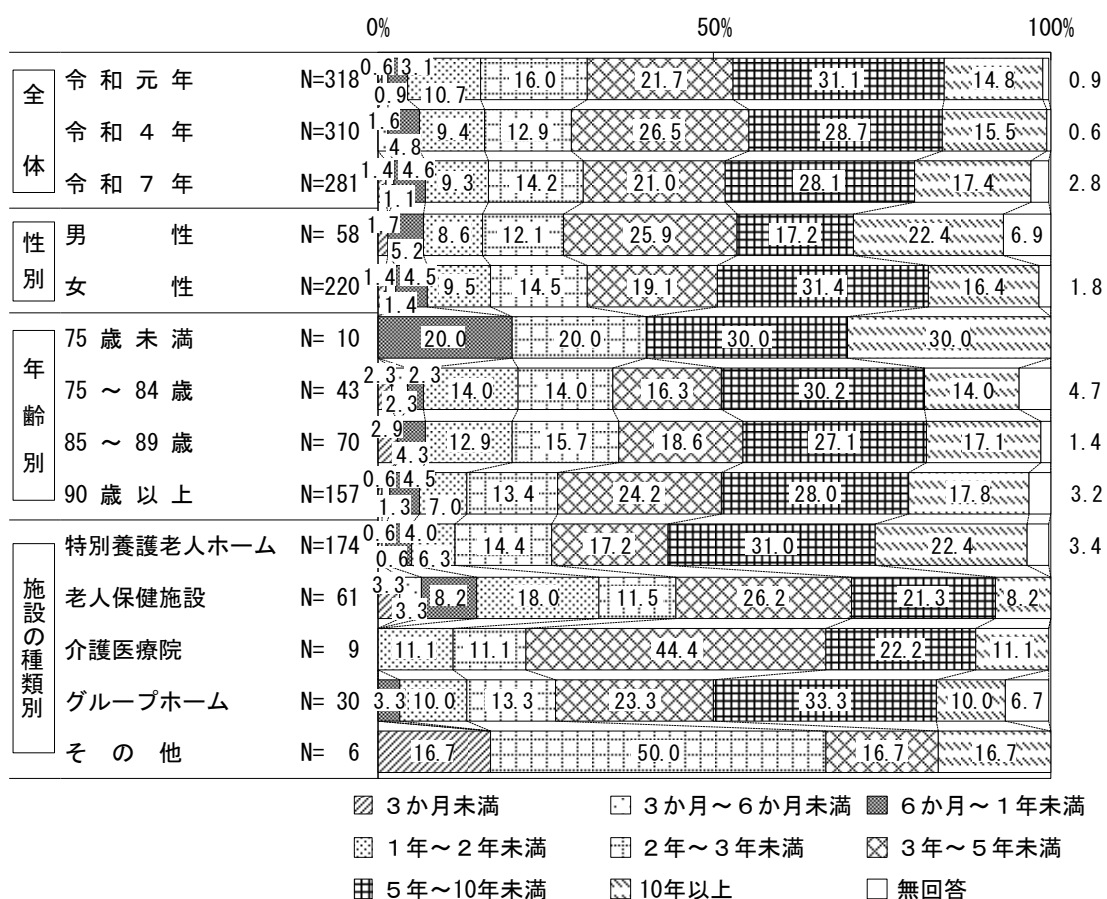 0% 50% 100%
全体
令和元年 N=318 0.6 0.9 3.1 10.7 16.0 21.7 31.1 14.8 0.9
令和４年 N=310 1.6 4.8 9.4 12.9 26.5 28.7 15.5 0.6
令和７年 N=281 1.4 1.1 4.6 9.3 14.2 21.0 28.1 17.4 2.8
性別
男性 N= 58 1.7 5.2 8.6 12.1 25.9 17.2 22.4 6.9
女性 N=220 1.4 1.4 4.5 9.5 14.5 19.1 31.4 16.4 1.8
年齢別
75歳未満 N= 10 20.0 20.0 30.0 30.0
75～84歳 N= 43 2.3 2.3 2.3 14.0 14.0 16.3 30.2 14.0 4.7
85～89歳 N= 70 2.9 4.3 12.9 15.7 18.6 27.1 17.1 1.4
90歳以上 N=157 0.6 1.3 4.5 7.0 13.4 24.2 28.0 17.8 3.2
施設の種類別
特別養護老人ホーム N=174 0.6 0.6 4.0 6.3 14.4 17.2 31.0 22.4 3.4
老人保健施設 N= 61 3.3 3.3 8.2 18.0 11.5 26.2 21.3 8.2
介護医療院 N= 9 11.1 11.1 44.4 22.2 11.1
グループホーム N= 30 3.3 10.0 13.3 23.3 33.3 10.0 6.7
その他 N= 6 16.7 50.0 16.7 16.7
３か月未満 ３か月～６か月未満 ６か月～１年未満
１年～２年未満 ２年～３年未満 ３年～５年未満
５年～10年未満 10年以上 無回答